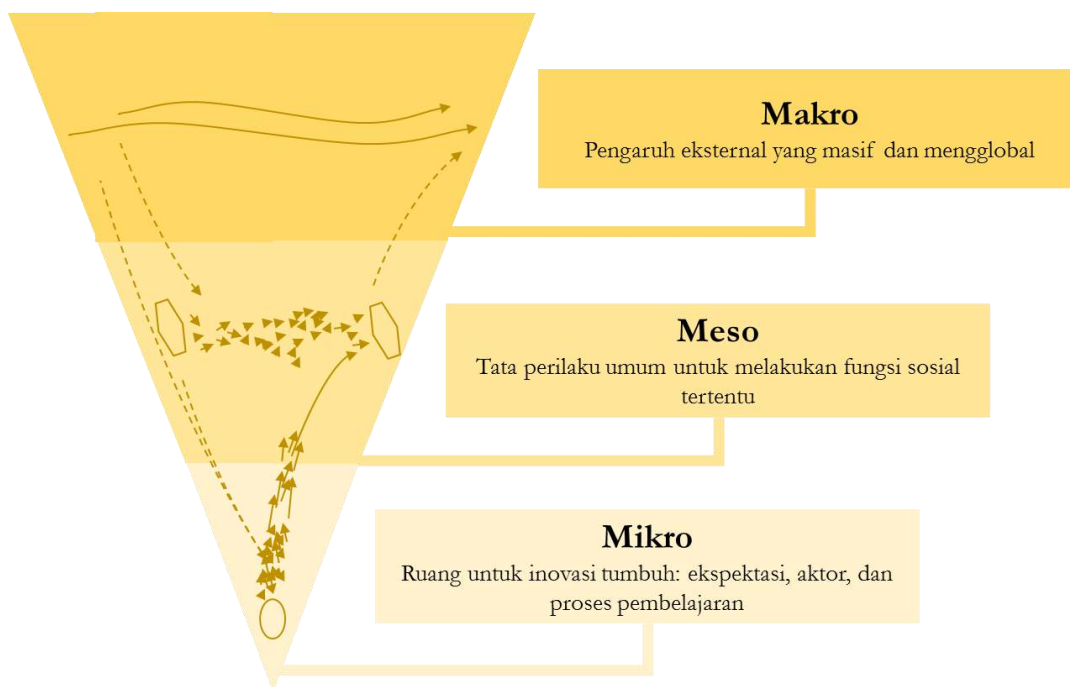 Makro
Pengaruh eksternal yang masif dan mengglobal
Meso
Tata perilaku umum untuk melakukan fungsi sosial
tertentu
Mikro
Ruang untuk inovasi tumbuh: ekspektasi, aktor, dan
proses pembelajaran